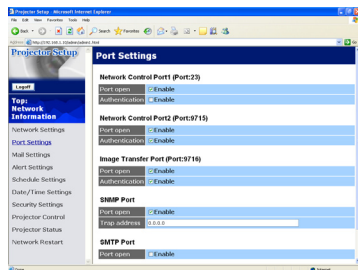 Projector Setup - Microsoft Internet Explorer
File Edit View Favorites Tools Help
Back Search Favorites
Projector Setup
Logoff
Top:
Network
Information
Network Settings
Port Settings
Mail Settings
Alert Settings
Schedule Settings
Date/Time Settings
Security Settings
Projector Control
Projector Status
Network Restart
Port Settings
Network Control Port1 (Port:23)
Port open Enable
Authentication Enable
Network Control Port2 (Port:9715)
Port open Enable
Authentication Enable
Image Transfer Port (Port:9716)
Port open Enable
Authentication Enable
SNMP Port
Port open Enable
Trap address 0.0.0.0
SMTP Port
Port open Enable
Internet